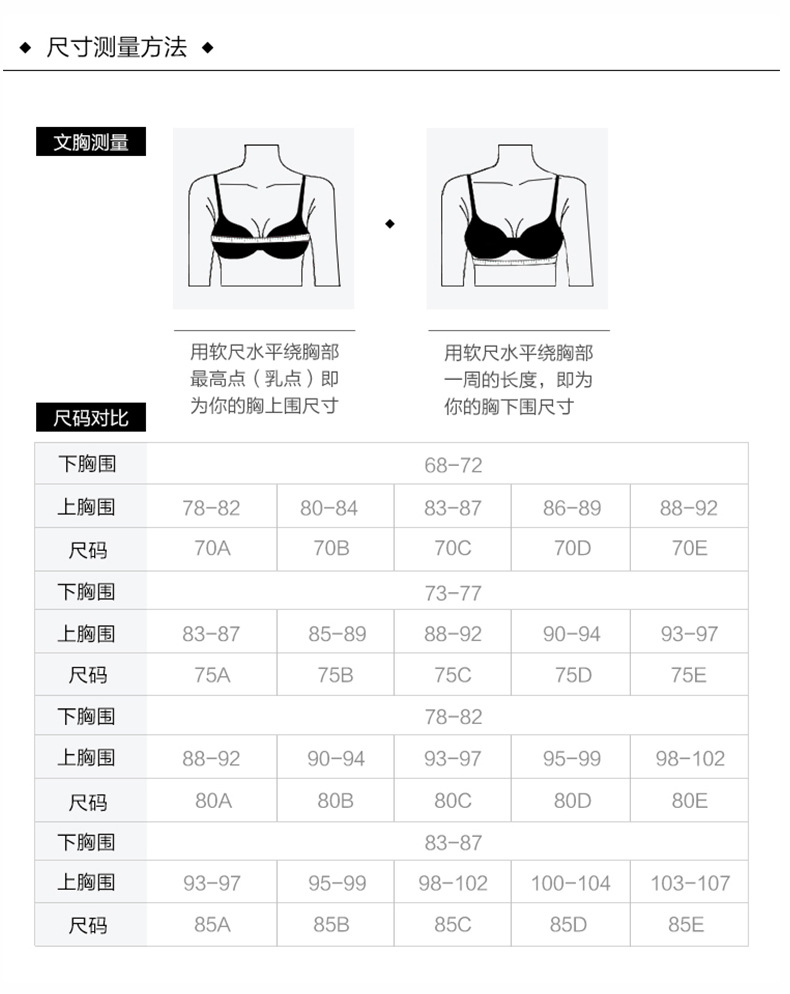 尺寸测量方法
文胸测量
用软尺水平绕胸部
最高点（乳点）即
为你的胸上围尺寸
用软尺水平绕胸部
一周的长度，即为
你的胸下围尺寸
尺码对比
下胸围 68-72
上胸围 78-82 80-84 83-87 86-89 88-92
尺码 70A 70B 70C 70D 70E
下胸围 73-77
上胸围 83-87 85-89 88-92 90-94 93-97
尺码 75A 75B 75C 75D 75E
下胸围 78-82
上胸围 88-92 90-94 93-97 95-99 98-102
尺码 80A 80B 80C 80D 80E
下胸围 83-87
上胸围 93-97 95-99 98-102 100-104 103-107
尺码 85A 85B 85C 85D 85E